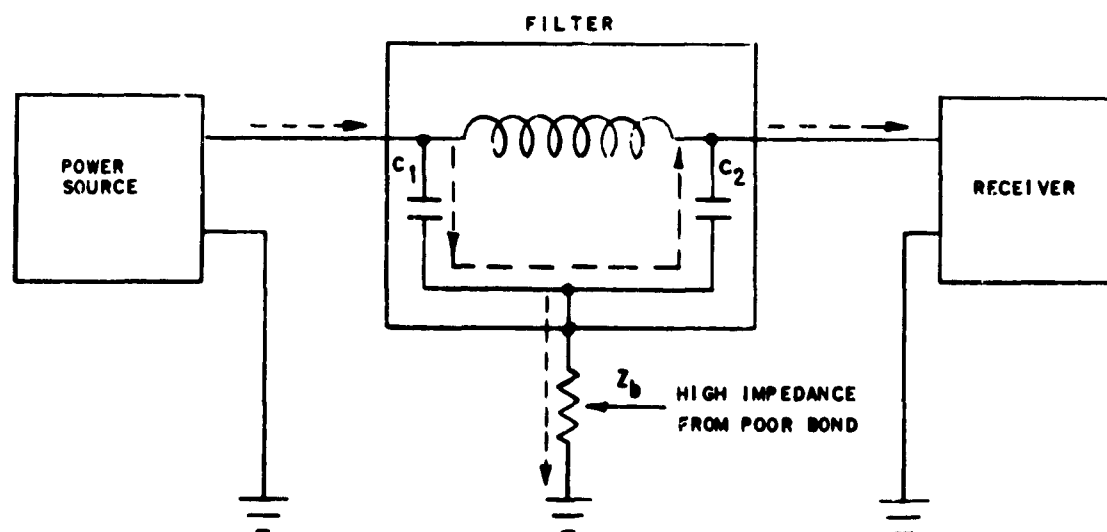 FILTER
POWER
SOURCE
C1
C2
RECEIVER
Zb
HIGH IMPEDANCE
FROM POOR BOND